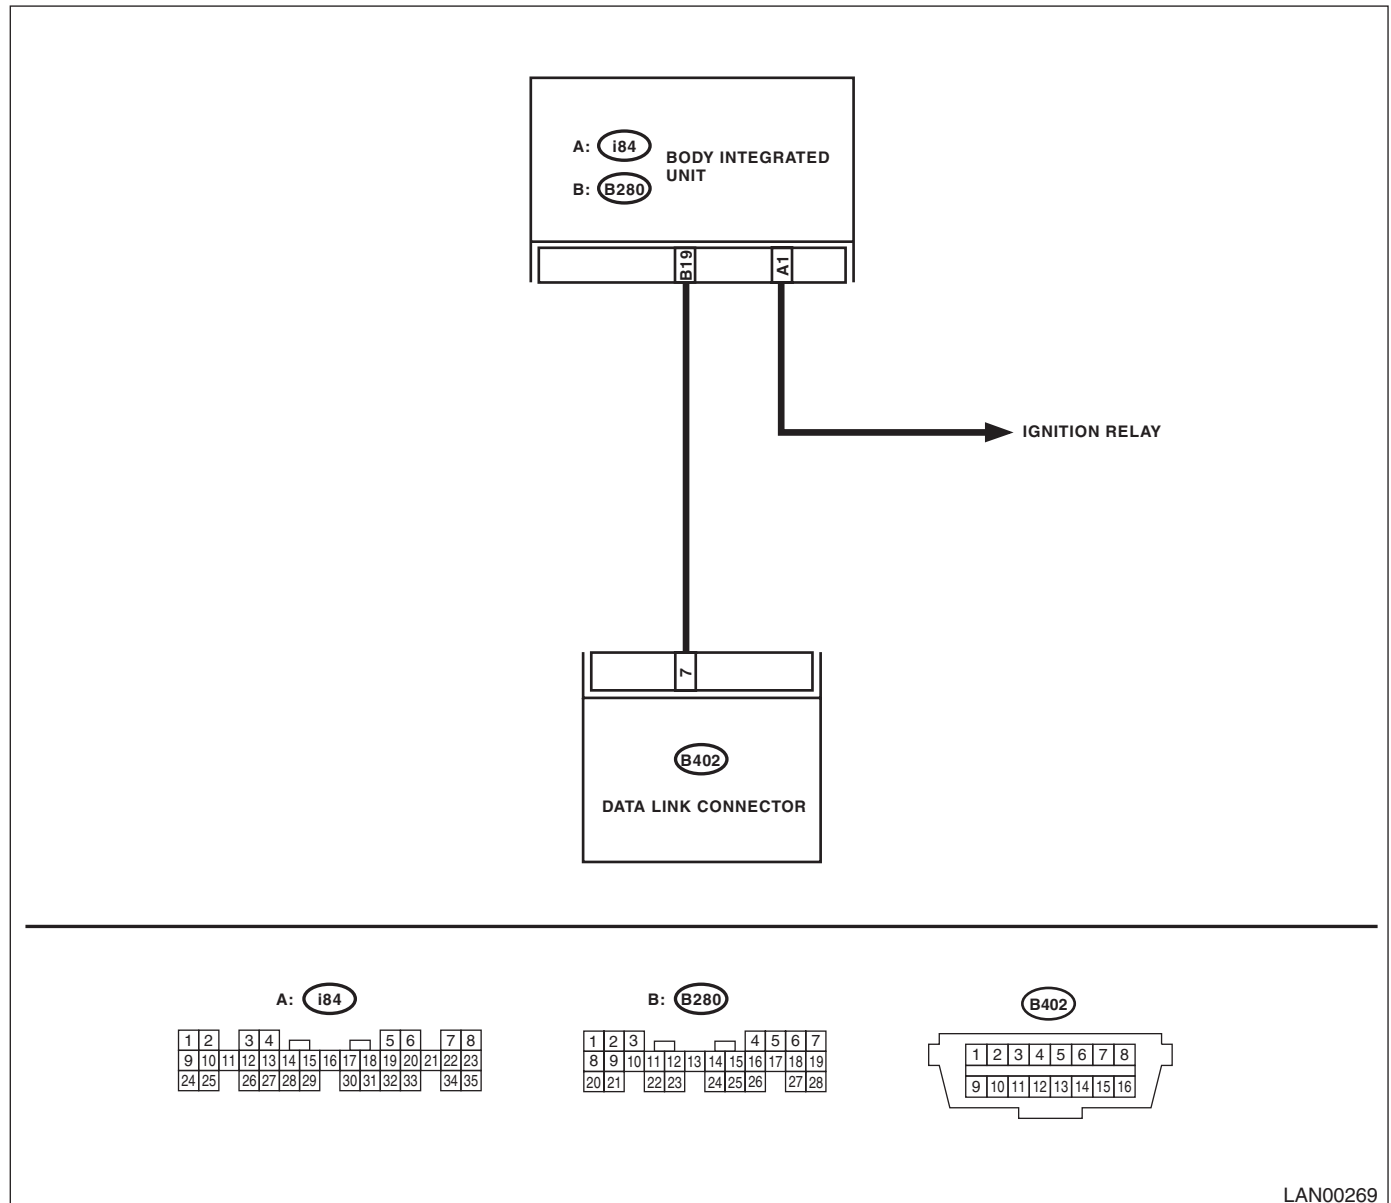 A: i84
BODY INTEGRATED
UNIT
B: B280
B19
A1
IGNITION RELAY
7
B402
DATA LINK CONNECTOR
A: i84
1 2 3 4 5 6 7 8
9 10 11 12 13 14 15 16 17 18 19 20 21 22 23
24 25 26 27 28 29 30 31 32 33 34 35
B: B280
1 2 3 4 5 6 7
8 9 10 11 12 13 14 15 16 17 18 19
20 21 22 23 24 25 26 27 28
B402
1 2 3 4 5 6 7 8
9 10 11 12 13 14 15 16
LAN00269